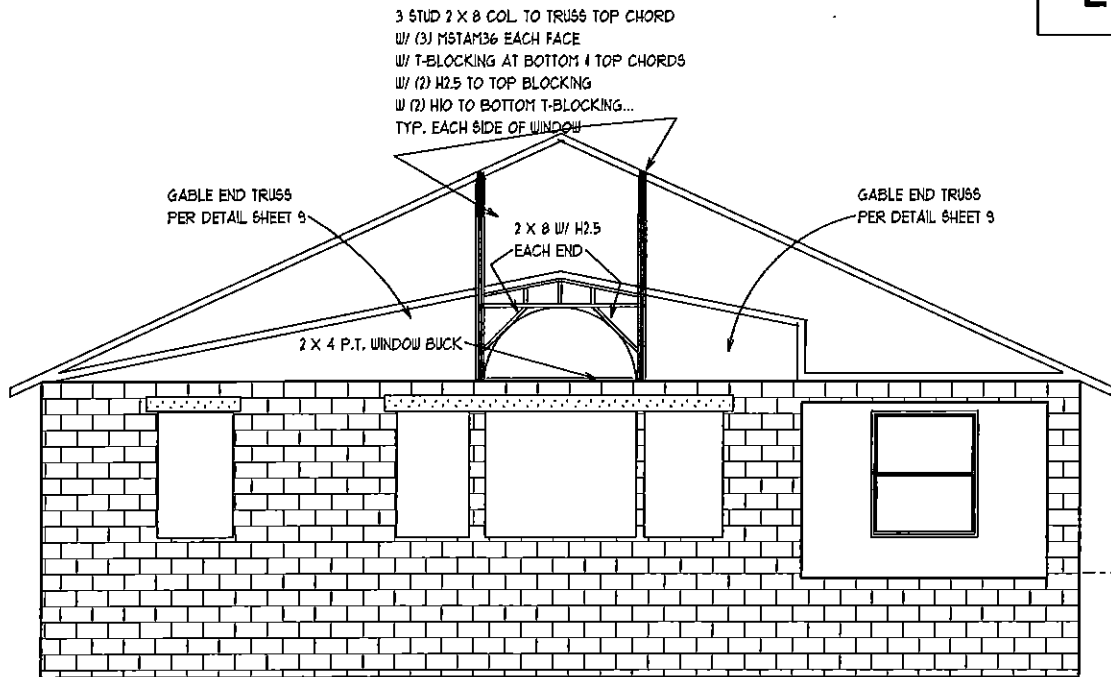 3 STUD 2 X 8 COL. TO TRUSS TOP CHORD
W/ (3) MSTAM36 EACH FACE
W/ T-BLOCKING AT BOTTOM & TOP CHORDS
W/ (2) H2.5 TO TOP BLOCKING
W (2) H10 TO BOTTOM T-BLOCKING...
TYP. EACH SIDE OF WINDOW
GABLE END TRUSS
PER DETAIL SHEET 9
GABLE END TRUSS
PER DETAIL SHEET 9
2 X 8 W/ H2.5
EACH END
2 X 4 P.T. WINDOW BUCK